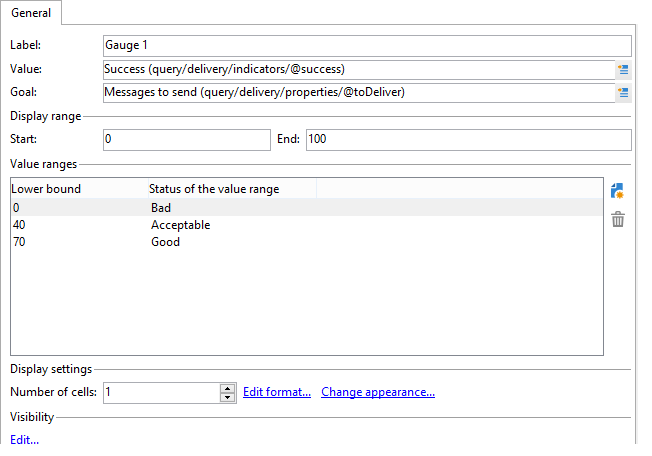 General
Label: Gauge 1
Value: Success (query/delivery/indicators/@success)
Goal: Messages to send (query/delivery/properties/@toDeliver)
Display range
Start: 0 End: 100
Value ranges
Lower bound Status of the value range
0 Bad
40 Acceptable
70 Good
Display settings
Number of cells: 1 Edit format... Change appearance...
Visibility
Edit...